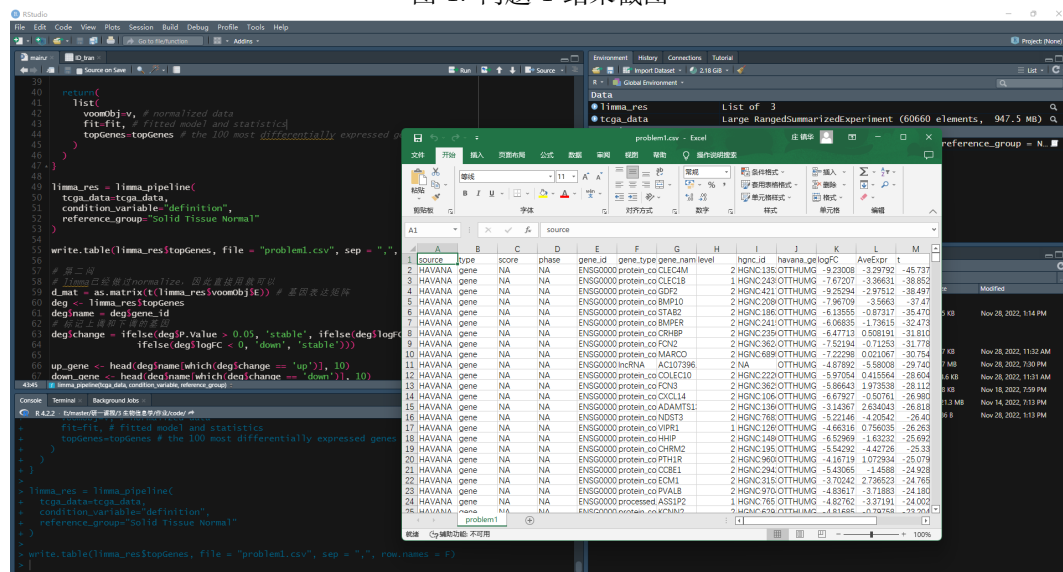 图 1: 问题 1 结果截图
RStudio
File Edit Code View Plots Session Build Debug Profile Tools Help
Go to file/function
Addins
Project: (None)
main.r
ID_tran
Source on Save
Run
Source
39
40 return(
41 list(
42 voomObj=v, # normalized data
43 fit=fit, # fitted model and statistics
44 topGenes=topGenes # the 100 most differentially expressed
45 )
46 )
47 }
48
49 limma_res = limma_pipeline(
50 tcga_data=tcga_data,
51 condition_variable="definition",
52 reference_group="Solid Tissue Normal"
53 )
54
55 write.table(limma_res$topGenes, file = "problem1.csv", sep = ",",
56
57 # 第二问
58 # limma已经做过normalize,
59 d_mat = as.matrix(t(limma_res$voomObj$E)) # 基因表达矩阵
60 deg <- limma_res$topGenes
61 deg$name = deg$gene_id
62 # 标记上调和下调的基因
63 deg$change = ifelse(deg$P.Value > 0.05, 'stable', ifelse(deg$logFC
64 ifelse(deg$logFC < 0, 'down', 'stable')))
65
66 up_gene <- head(deg$name[which(deg$change == 'up')], 10)
67 down_gene <- head(deg$name[which(deg$change == 'down')], 10)
43:45 limma_pipeline(tcga_data, condition_variable, reference_group)
Console Terminal Background Jobs
R 4.2.2 · E:/master/研一课程/3 生物信息学/作业/code/
+ fit=fit, # fitted model and statistics
+ topGenes=topGenes # the 100 most differentially expressed genes
+ )
+ )
+ }
>
> limma_res = limma_pipeline(
+ tcga_data=tcga_data,
+ condition_variable="definition",
+ reference_group="Solid Tissue Normal"
+ )
>
> write.table(limma_res$topGenes, file = "problem1.csv", sep = ",", row.names = F)
>
Environment History Connections Tutorial
Import Dataset 2.18 GiB
List
R Global Environment
Data
limma_res List of 3
tcga_data Large RangedSummarizedExperiment (60660 elements, 947.5 MB)
reference_group = N...
Modified
Nov 28, 2022, 1:14 PM
Nov 28, 2022, 11:32 AM
Nov 28, 2022, 7:30 PM
Nov 28, 2022, 11:31 AM
Nov 18, 2022, 7:59 PM
Nov 14, 2022, 7:13 PM
Nov 28, 2022, 1:13 PM
problem1.csv - Excel
文件 开始 插入 页面布局 公式 数据 审阅 视图 帮助 操作说明搜索
粘贴
等线 11
常规
条件格式
套用表格格式
单元格样式
插入
删除
格式
剪贴板 字体 对齐方式 数字 样式 单元格 编辑
A1 source
A B C D E F G H I J K L M
1 source type score phase gene_id gene_type gene_nam level hgnc_id havana_ge logFC AveExpr t
2 HAVANA gene NA NA ENSG0000 protein_co CLEC4M 2 HGNC:135 OTTHUMG -9.23008 -3.29792 -45.737
3 HAVANA gene NA NA ENSG0000 protein_co CLEC1B 1 HGNC:243 OTTHUMG -7.67207 -3.36631 -38.852
4 HAVANA gene NA NA ENSG0000 protein_co GDF2 2 HGNC:421 OTTHUMG -9.25294 -2.97512 -38.497
5 HAVANA gene NA NA ENSG0000 protein_co BMP10 2 HGNC:208 OTTHUMG -7.96709 -3.5663 -37.47
6 HAVANA gene NA NA ENSG0000 protein_co STAB2 2 HGNC:186 OTTHUMG -6.13555 -0.87317 -35.470
7 HAVANA gene NA NA ENSG0000 protein_co BMPER 2 HGNC:241 OTTHUMG -6.06835 -1.73615 -32.473
8 HAVANA gene NA NA ENSG0000 protein_co CRHBP 2 HGNC:235 OTTHUMG -6.47713 0.508191 -31.810
9 HAVANA gene NA NA ENSG0000 protein_co FCN2 2 HGNC:362 OTTHUMG -7.52194 -0.71253 -31.778
10 HAVANA gene NA NA ENSG0000 protein_co MARCO 2 HGNC:689 OTTHUMG -7.22298 0.021067 -30.754
11 HAVANA gene NA NA ENSG0000 lncRNA AC107396. 2 NA OTTHUMG -4.87892 -5.58008 -29.740
12 HAVANA gene NA NA ENSG0000 protein_co COLEC10 2 HGNC:222 OTTHUMG -5.97054 0.415564 -28.604
13 HAVANA gene NA NA ENSG0000 protein_co FCN3 2 HGNC:362 OTTHUMG -5.86643 1.973538 -28.112
14 HAVANA gene NA NA ENSG0000 protein_co CXCL14 2 HGNC:106 OTTHUMG -6.67927 -0.50761 -26.980
15 HAVANA gene NA NA ENSG0000 protein_co ADAMTS13 2 HGNC:136 OTTHUMG -3.14367 2.634043 -26.818
16 HAVANA gene NA NA ENSG0000 protein_co NDST3 2 HGNC:768 OTTHUMG -5.22146 -4.20542 -26.40
17 HAVANA gene NA NA ENSG0000 protein_co VIPR1 1 HGNC:126 OTTHUMG -4.66316 0.756035 -26.263
18 HAVANA gene NA NA ENSG0000 protein_co HHIP 2 HGNC:148 OTTHUMG -6.52969 -1.63232 -25.692
19 HAVANA gene NA NA ENSG0000 protein_co CHRM2 2 HGNC:195 OTTHUMG -5.54292 -4.42726 -25.33
20 HAVANA gene NA NA ENSG0000 protein_co PTH1R 2 HGNC:960 OTTHUMG -4.16719 1.072934 -25.079
21 HAVANA gene NA NA ENSG0000 protein_co CCBE1 2 HGNC:294 OTTHUMG -5.43065 -1.4588 -24.928
22 HAVANA gene NA NA ENSG0000 protein_co ECM1 2 HGNC:315 OTTHUMG -3.70242 2.736523 -24.765
23 HAVANA gene NA NA ENSG0000 protein_co PVALB 2 HGNC:970 OTTHUMG -4.83617 -3.71883 -24.180
24 HAVANA gene NA NA ENSG0000 processed_ ASS1P2 2 HGNC:765 OTTHUMG -4.82762 -3.37191 -24.002
problem1
就绪 辅助功能: 不可用 100%